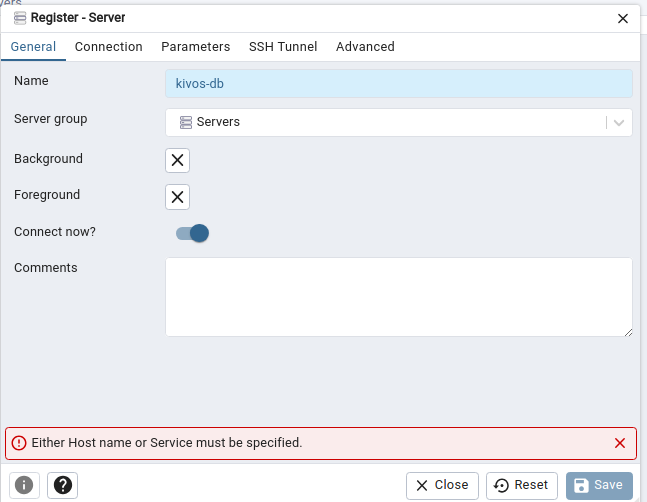 vers
Register - Server
General Connection Parameters SSH Tunnel Advanced
Name kivos-db
Server group Servers
Background
Foreground
Connect now?
Comments
Either Host name or Service must be specified.
Close Reset Save